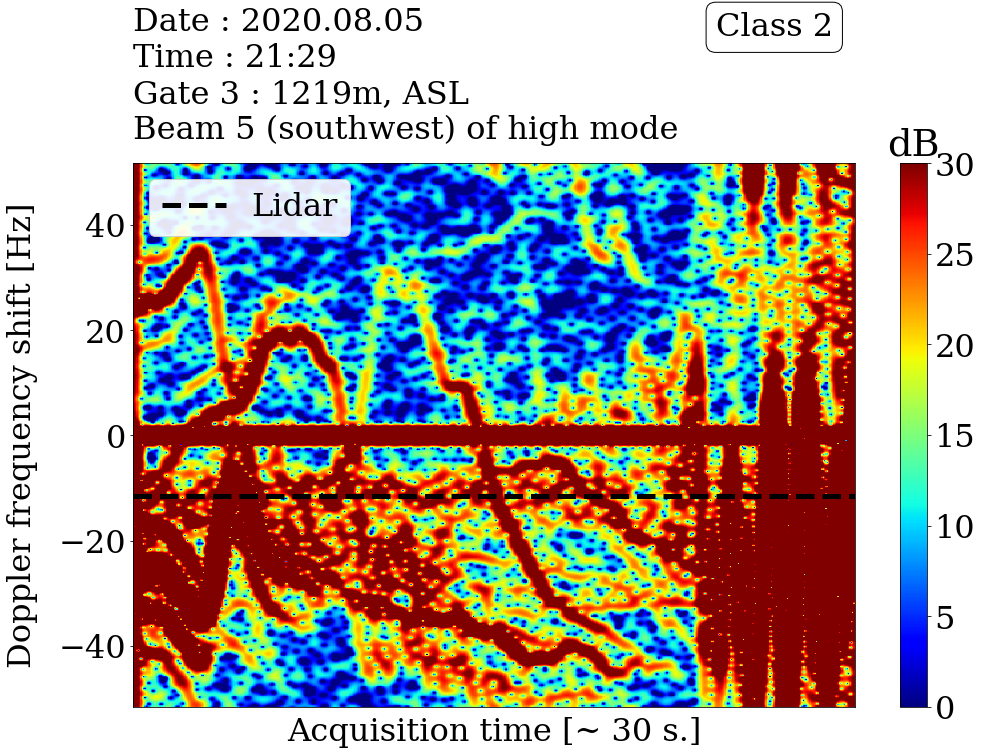 Date : 2020.08.05
Class 2
Time : 21:29
Gate 3 : 1219m, ASL
Beam 5 (southwest) of high mode
dB
Lidar
Doppler frequency shift [Hz]
40
20
0
−20
−40
30
25
20
15
10
5
0
Acquisition time [~ 30 s.]